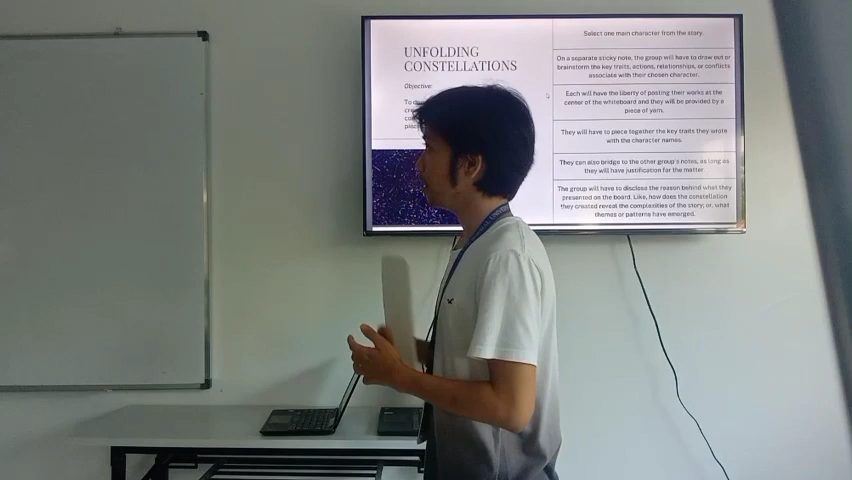 UNFOLDING
CONSTELLATIONS
Objective:
Select one main character from the story
On a separate sticky note, the group will have to draw out or
brainstorm the key traits, actions, relationships, or conflicts
associate with their chosen character.
Each will have the liberty of posting their works at the
center of the whiteboard and they will be provided by a
piece of yarn.
They will have to piece together the key traits they wrote
with the character names.
They can also bridge to the other group's notes, as long as
they will have justification for the matter
The group will have to disclose the reason behind what they
presented on the board. Like, how does the constellation
they created reveal the complexities of the story; or, what
themes or patterns have emerged.